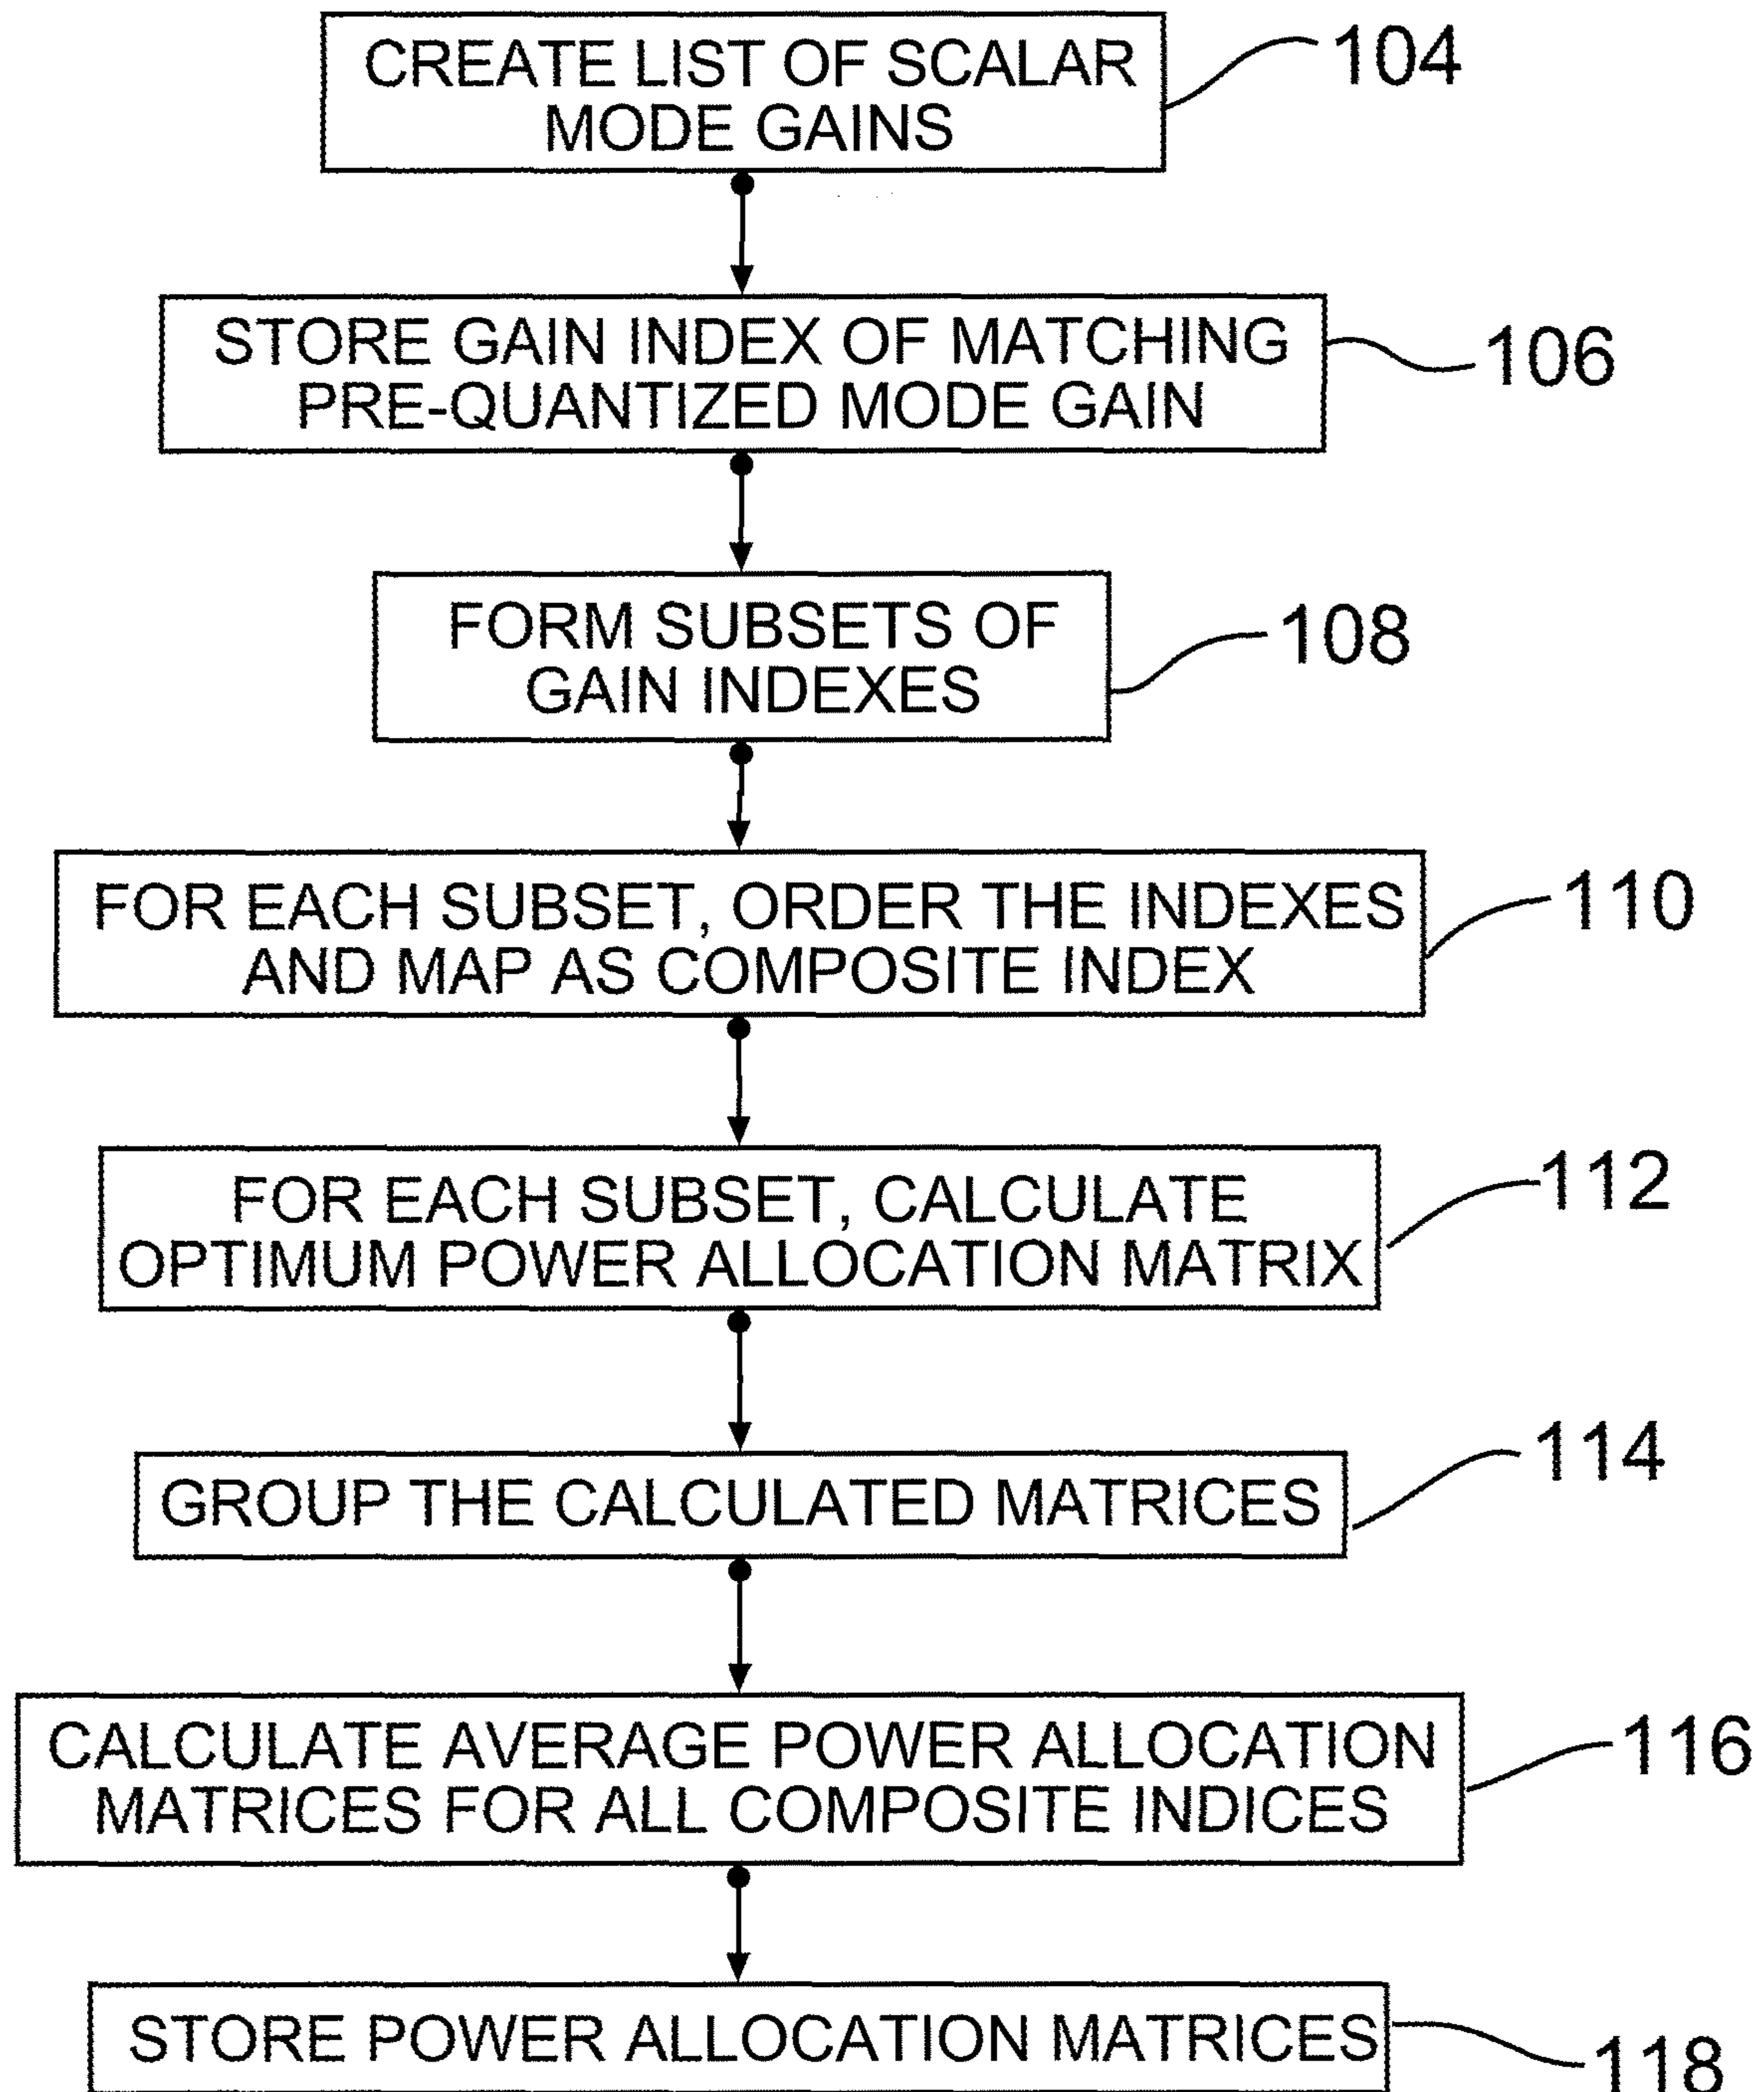 CREATE LIST OF SCALAR
MODE GAINS
104
STORE GAIN INDEX OF MATCHING
PRE-QUANTIZED MODE GAIN
106
FORM SUBSETS OF
GAIN INDEXES
108
FOR EACH SUBSET, ORDER THE INDEXES
AND MAP AS COMPOSITE INDEX
110
FOR EACH SUBSET, CALCULATE
OPTIMUM POWER ALLOCATION MATRIX
112
GROUP THE CALCULATED MATRICES
114
CALCULATE AVERAGE POWER ALLOCATION
MATRICES FOR ALL COMPOSITE INDICES
116
STORE POWER ALLOCATION MATRICES
118